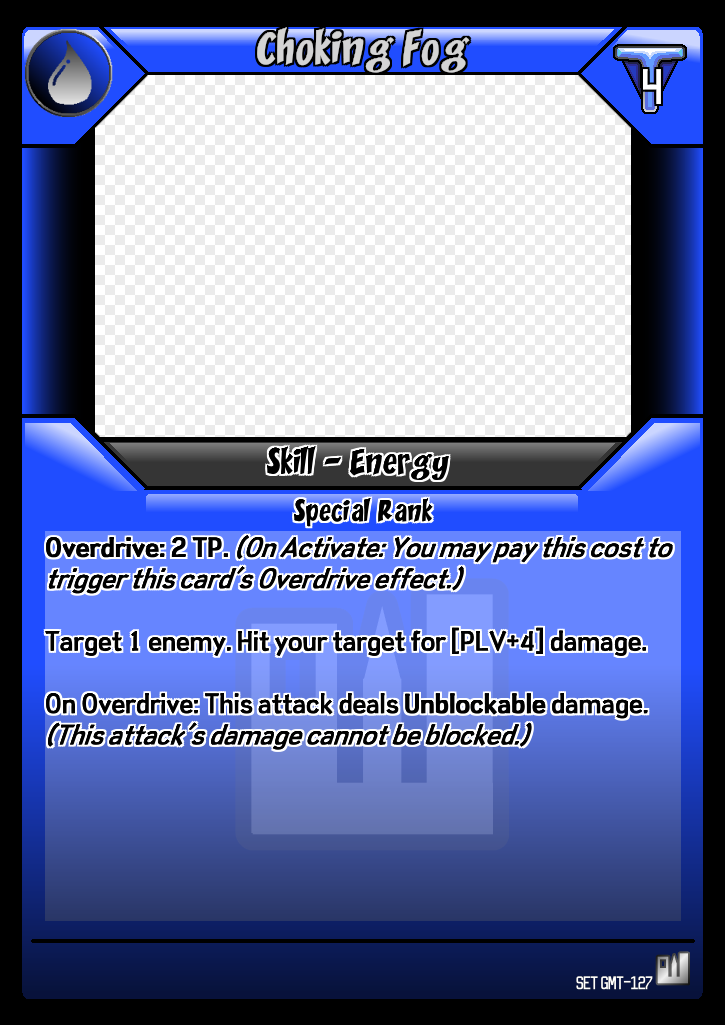 Choking Fog
4
Skill - Energy
Special Rank
Overdrive: 2 TP. (On Activate: You may pay this cost to
trigger this card's Overdrive effect.)
Target 1 enemy. Hit your target for [PLV+4] damage.
On Overdrive: This attack deals Unblockable damage.
(This attack's damage cannot be blocked.)
SET GMT-127